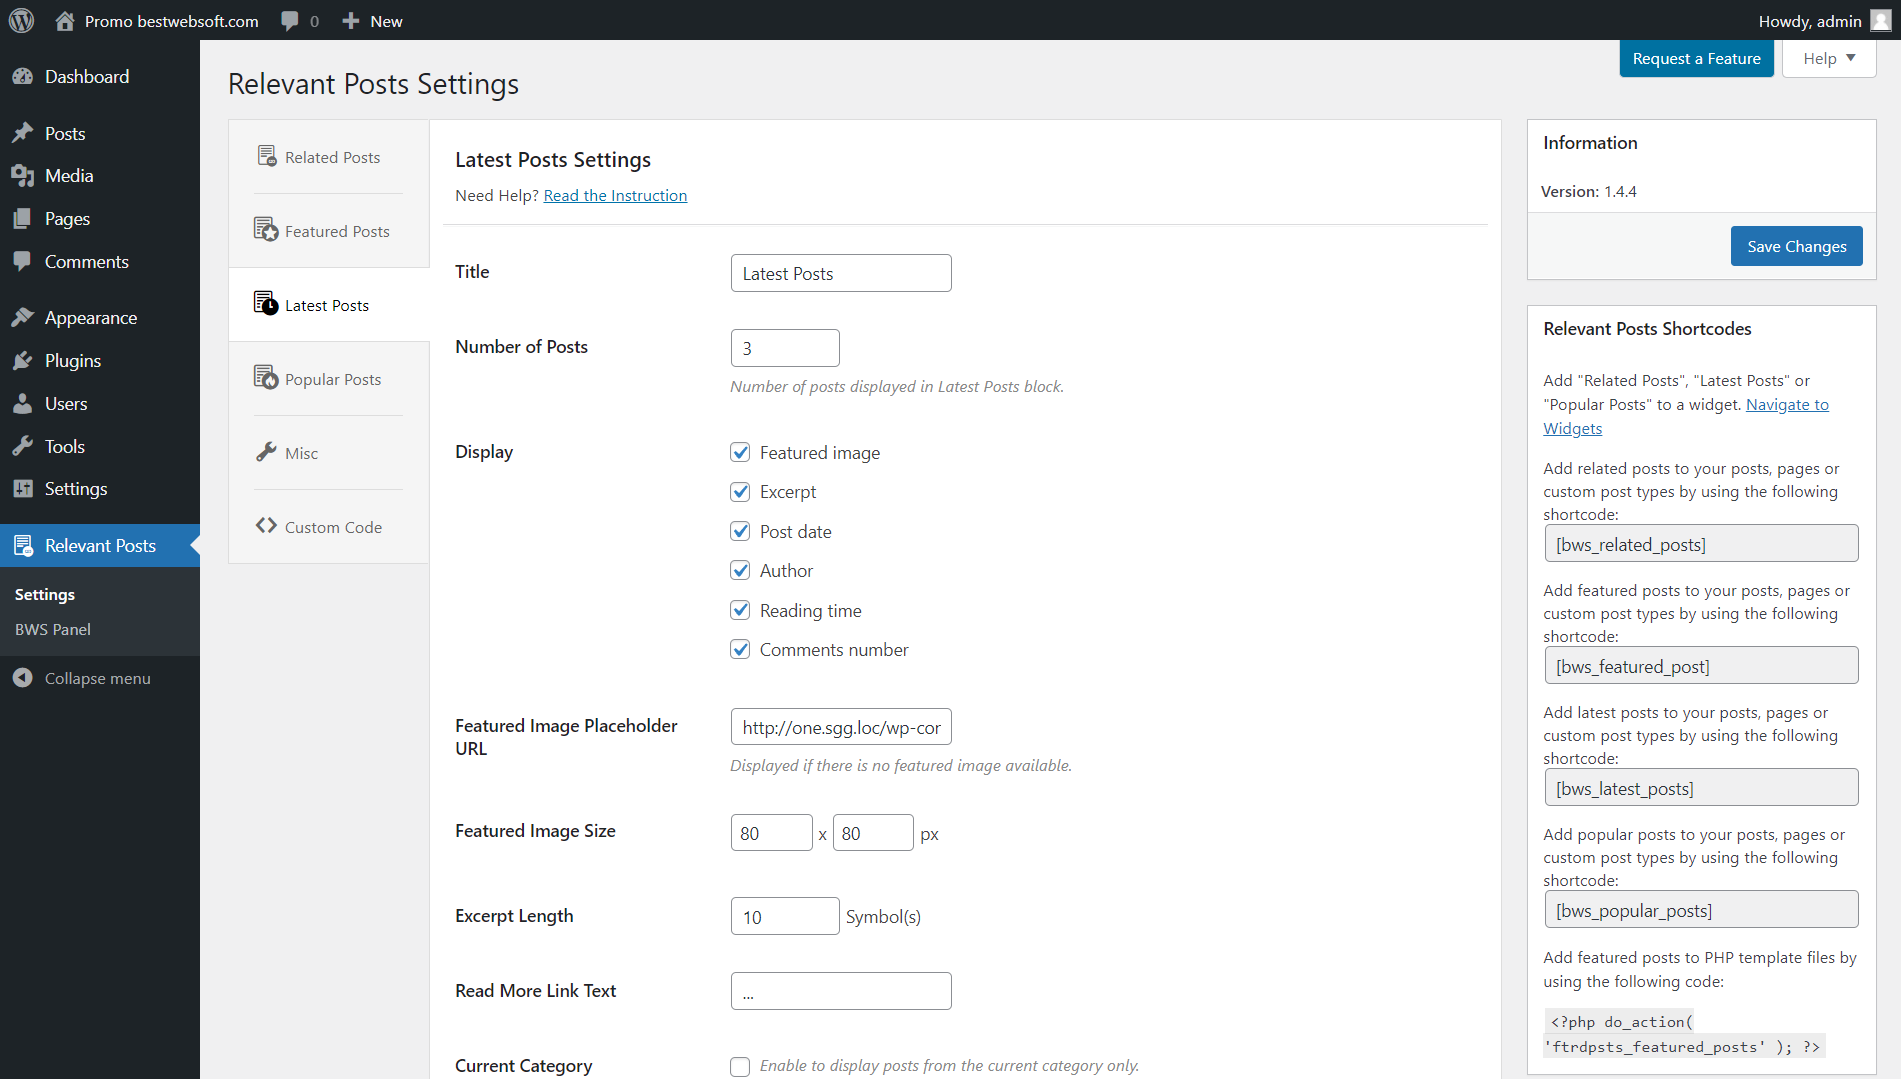 Promo bestwebsoft.com
0
New
Howdy, admin
Dashboard
Posts
Media
Pages
Comments
Appearance
Plugins
Users
Tools
Settings
Relevant Posts
Settings
BWS Panel
Collapse menu
Request a Feature
Help
Relevant Posts Settings
Related Posts
Featured Posts
Latest Posts
Popular Posts
Misc
Custom Code
Latest Posts Settings
Need Help? Read the Instruction
Title
Latest Posts
Number of Posts
3
Number of posts displayed in Latest Posts block.
Display
Featured image
Excerpt
Post date
Author
Reading time
Comments number
Featured Image Placeholder
URL
http://one.sgg.loc/wp-cor
Displayed if there is no featured image available.
Featured Image Size
80 x 80 px
Excerpt Length
10 Symbol(s)
Read More Link Text
...
Current Category
Enable to display posts from the current category only.
Information
Version: 1.4.4
Save Changes
Relevant Posts Shortcodes
Add "Related Posts", "Latest Posts" or
"Popular Posts" to a widget. Navigate to
Widgets
Add related posts to your posts, pages or
custom post types by using the following
shortcode:
[bws_related_posts]
Add featured posts to your posts, pages or
custom post types by using the following
shortcode:
[bws_featured_post]
Add latest posts to your posts, pages or
custom post types by using the following
shortcode:
[bws_latest_posts]
Add popular posts to your posts, pages or
custom post types by using the following
shortcode:
[bws_popular_posts]
Add featured posts to PHP template files by
using the following code:
<?php do_action(
'ftrdpsts_featured_posts' ); ?>